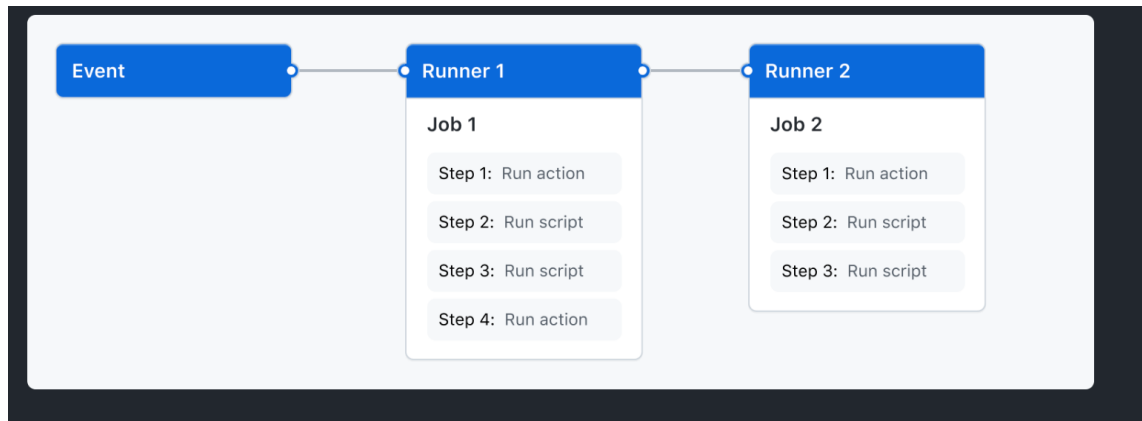 Event
Runner 1
Job 1
Step 1: Run action
Step 2: Run script
Step 3: Run script
Step 4: Run action
Runner 2
Job 2
Step 1: Run action
Step 2: Run script
Step 3: Run script